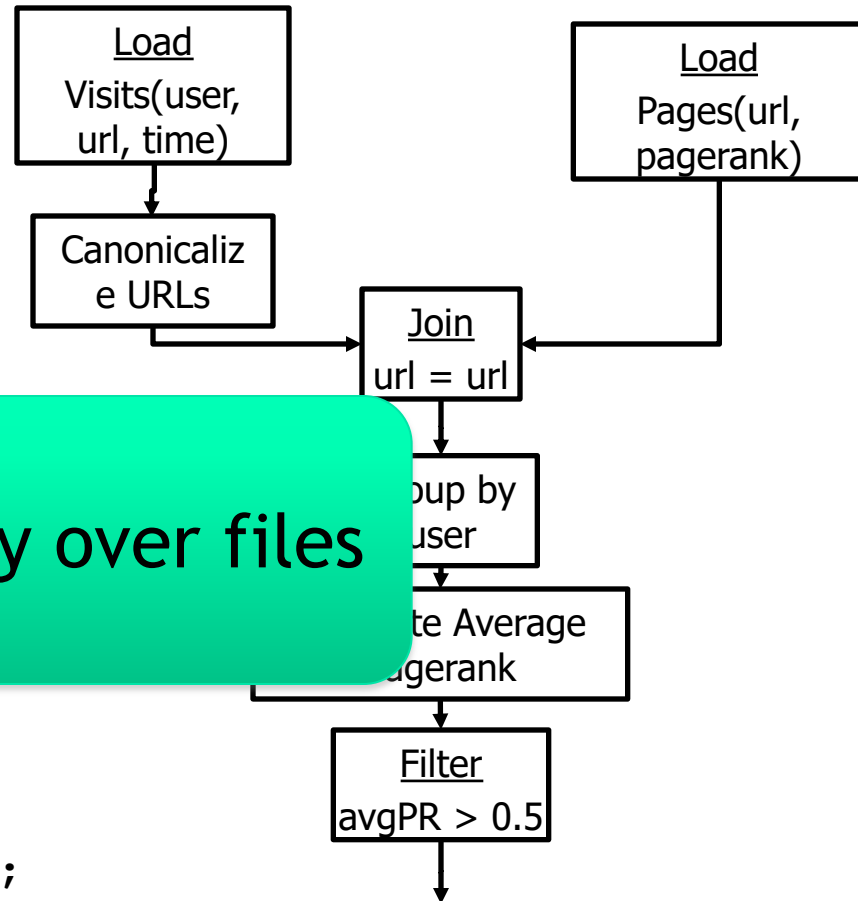 Load
Visits(user,
url, time)
Load
Pages(url,
pagerank)
Canonicaliz
e URLs
Join
url = url
oup by
user
y over files
te Average
gerank
Filter
avgPR > 0.5
;